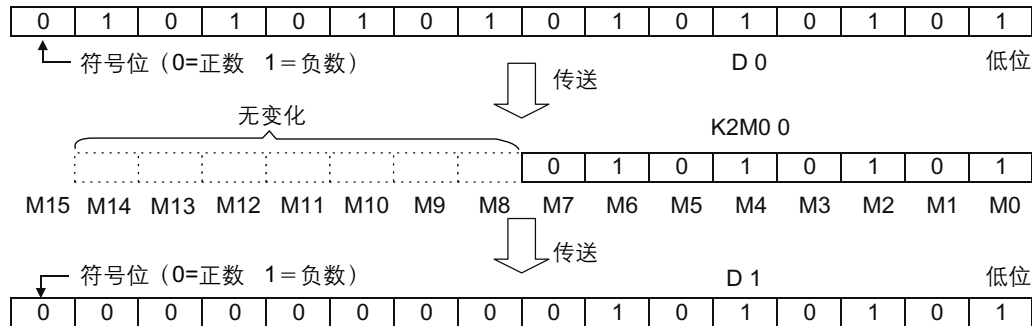 0 1 0 1 0 1 0 1 0 1 0 1 0 1 0 1
符号位（0=正数 1＝负数） D 0 低位
传送
无变化
K2M0 0
0 1 0 1 0 1 0 1
M15 M14 M13 M12 M11 M10 M9 M8 M7 M6 M5 M4 M3 M2 M1 M0
传送
符号位（0=正数 1＝负数） D 1 低位
0 0 0 0 0 0 0 0 0 1 0 1 0 1 0 1